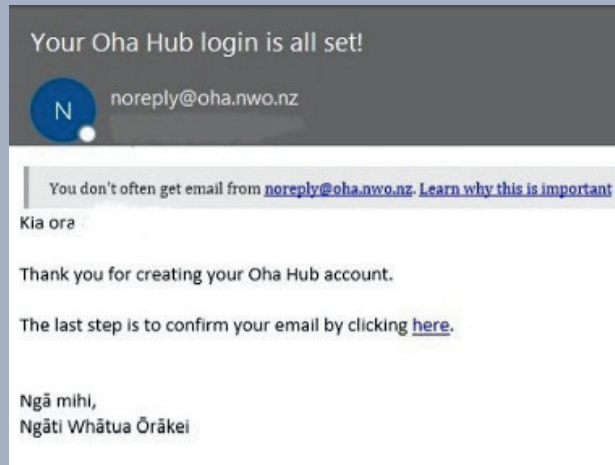 Your Oha Hub login is all set!
N
noreply@oha.nwo.nz
You don't often get email from noreply@oha.nwo.nz. Learn why this is important
Kia ora
Thank you for creating your Oha Hub account.
The last step is to confirm your email by clicking here.
Ngā mihi,
Ngāti Whātua Ōrākei